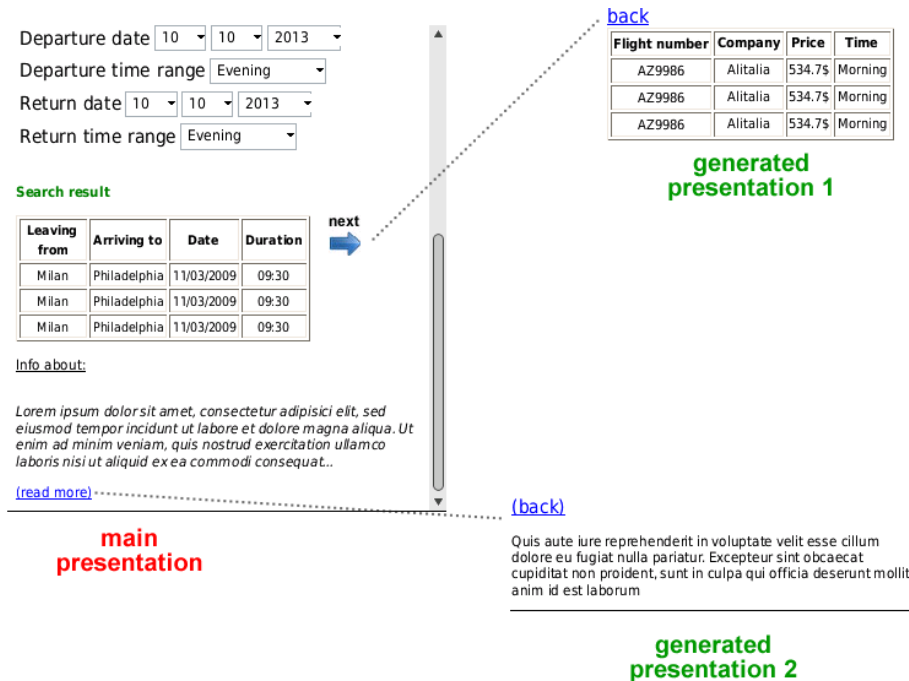 Departure date 10 10 2013
Departure time range Evening
Return date 10 10 2013
Return time range Evening
Search result
Leaving from Arriving to Date Duration
Milan Philadelphia 11/03/2009 09:30
Milan Philadelphia 11/03/2009 09:30
Milan Philadelphia 11/03/2009 09:30
next
Info about:
Lorem ipsum dolor sit amet, consectetur adipisici elit, sed
eiusmod tempor incidunt ut labore et dolore magna aliqua. Ut
enim ad minim veniam, quis nostrud exercitation ullamco
laboris nisi ut aliquid ex ea commodi consequat...
(read more)
main
presentation
back
Flight number Company Price Time
AZ9986 Alitalia 534.7$ Morning
AZ9986 Alitalia 534.7$ Morning
AZ9986 Alitalia 534.7$ Morning
generated
presentation 1
(back)
Quis aute iure reprehenderit in voluptate velit esse cillum
dolore eu fugiat nulla pariatur. Excepteur sint obcaecat
cupiditat non proident, sunt in culpa qui officia deserunt mollit
anim id est laborum
generated
presentation 2